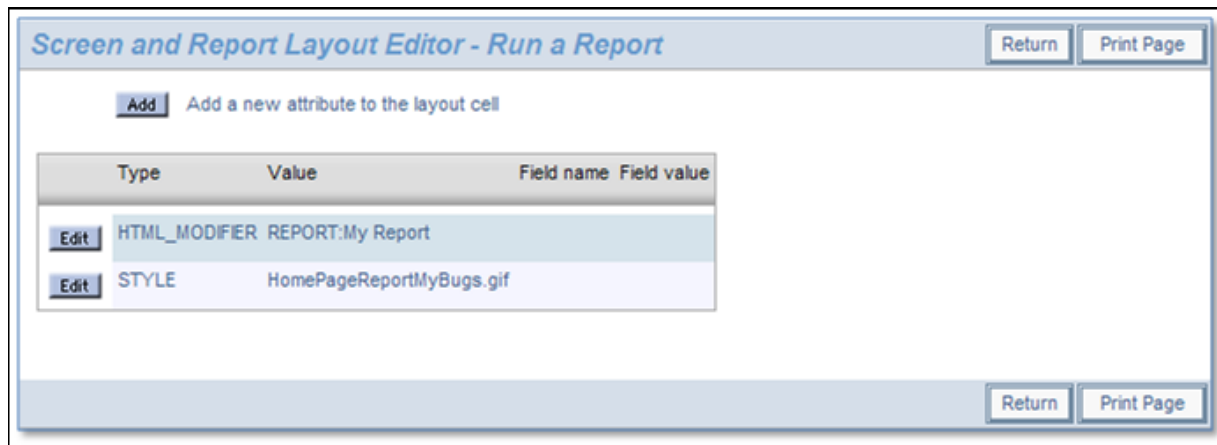 Screen and Report Layout Editor - Run a Report Return Print Page
Add Add a new attribute to the layout cell
Type Value Field name Field value
Edit HTML_MODIFIER REPORT:My Report
Edit STYLE HomePageReportMyBugs.gif
Return Print Page